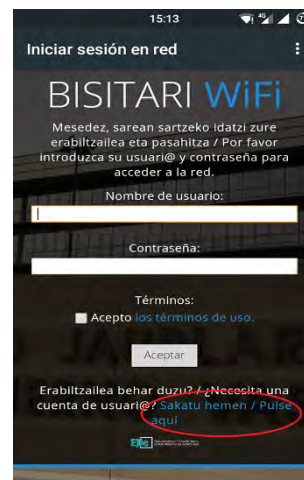 15:13
4G
Iniciar sesión en red
BISITARI WiFi
Mesedez, sarean sartzeko idatzi zure
erabiltzailea eta pasahitza / Por favor
introduzca su usuari@ y contraseña para
acceder a la red.
Nombre de usuario:
Contraseña:
Términos:
Acepto los términos de uso.
Aceptar
Erabiltzailea behar duzu? / ¿Necesita una
cuenta de usuari@? Sakatu hemen / Pulse
aquí